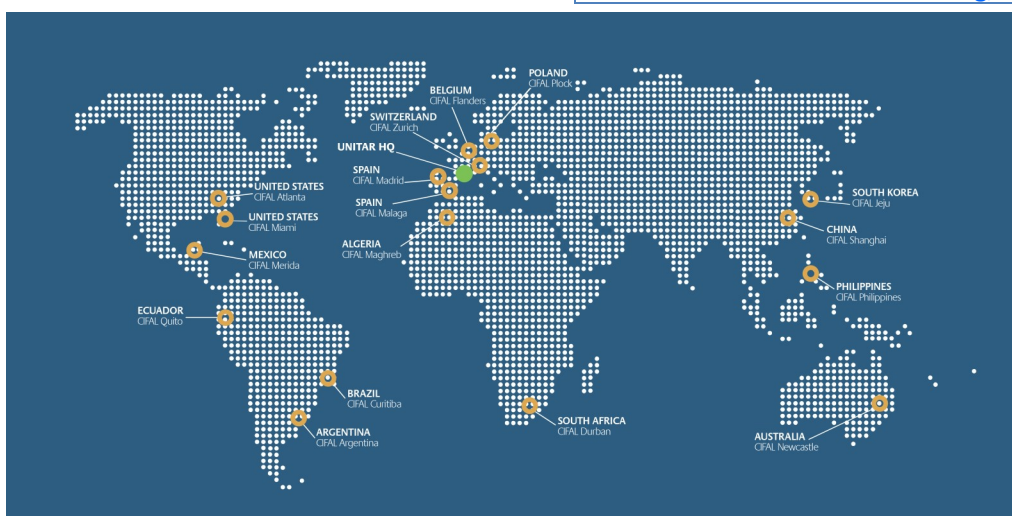 POLAND
CIFAL Plock
BELGIUM
CIFAL Flanders
SWITZERLAND
CIFAL Zurich
UNITAR HQ
SPAIN
CIFAL Madrid
SPAIN
CIFAL Malaga
ALGERIA
CIFAL Maghreb
UNITED STATES
CIFAL Atlanta
UNITED STATES
CIFAL Miami
MEXICO
CIFAL Merida
ECUADOR
CIFAL Quito
BRAZIL
CIFAL Curitiba
ARGENTINA
CIFAL Argentina
SOUTH AFRICA
CIFAL Durban
SOUTH KOREA
CIFAL Jeju
CHINA
CIFAL Shanghai
PHILIPPINES
CIFAL Philippines
AUSTRALIA
CIFAL Newcastle